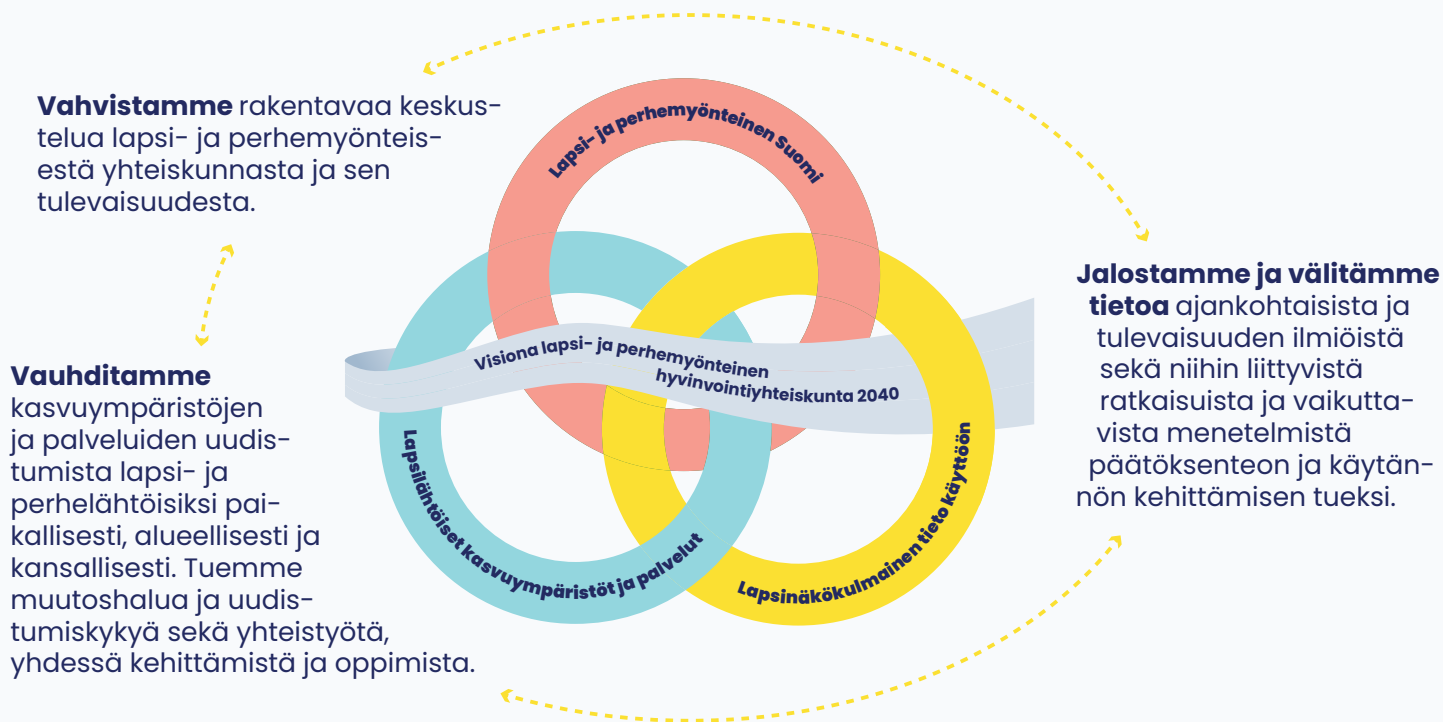 Vahvistamme rakentavaa keskus-
telua lapsi- ja perhemyönteis-
estä yhteiskunnasta ja sen
tulevaisuudesta.
Lapsi- ja perhemyönteinen Suomi
Jalostamme ja välitämme
tietoa ajankohtaisista ja
tulevaisuuden ilmiöistä
sekä niihin liittyvistä
ratkaisuista ja vaikutta-
vista menetelmistä
päätöksenteon ja käytän-
nön kehittämisen tueksi.
Visiona lapsi- ja perhemyönteinen
hyvinvointiyhteiskunta 2040
Vauhditamme
kasvuympäristöjen
ja palveluiden uudis-
tumista lapsi- ja
perhelähtöisiksi pai-
kallisesti, alueellisesti ja
kansallisesti. Tuemme
muutoshalua ja uudis-
tumiskykyä sekä yhteistyötä,
yhdessä kehittämistä ja oppimista.
Lapsilähtöiset kasvuympäristöt ja palvelut
Lapsinäkökulmainen tieto käyttöön